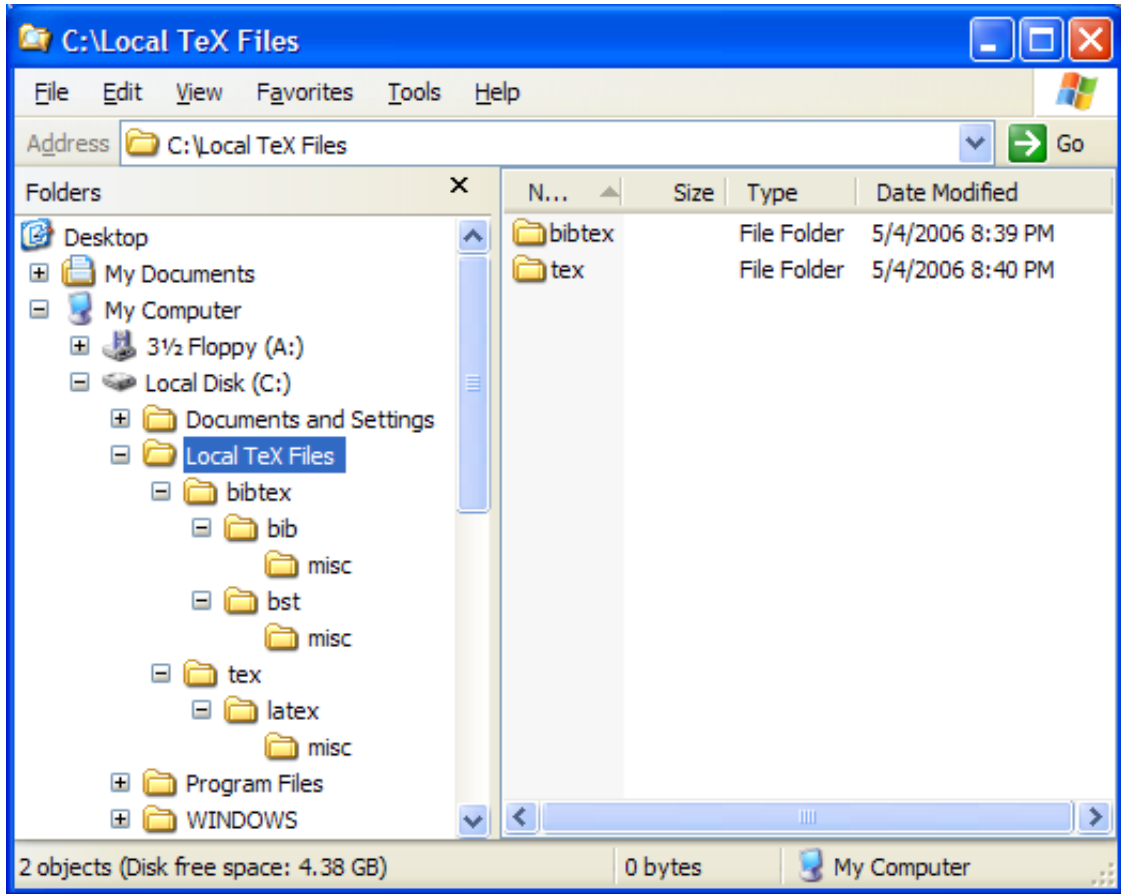 C:\Local TeX Files
File Edit View Favorites Tools Help
Address C:\Local TeX Files Go
Folders
Desktop
My Documents
My Computer
3½ Floppy (A:)
Local Disk (C:)
Documents and Settings
Local TeX Files
bibtex
bib
misc
bst
misc
tex
latex
misc
Program Files
WINDOWS
N... Size Type Date Modified
bibtex File Folder 5/4/2006 8:39 PM
tex File Folder 5/4/2006 8:40 PM
2 objects (Disk free space: 4.38 GB) 0 bytes My Computer